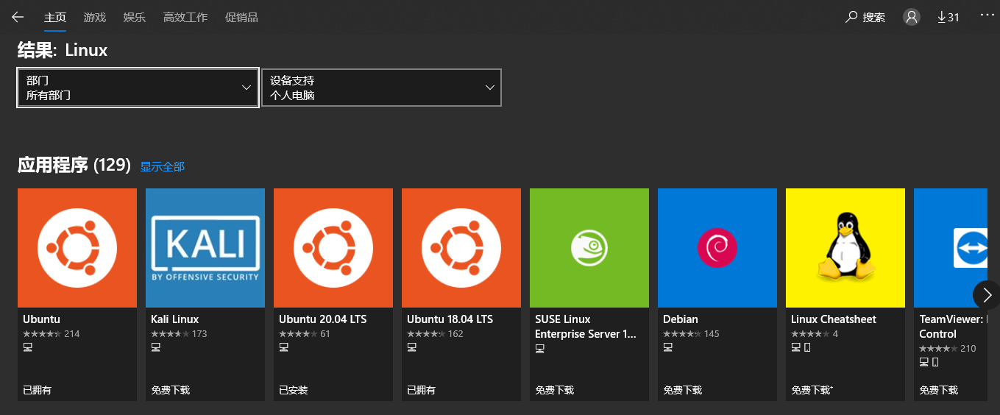 主页 游戏 娱乐 高效工作 促销品 搜索 31
结果: Linux
部门
所有部门
设备支持
个人电脑
应用程序 (129) 显示全部
KALI
BY OFFENSIVE SECURITY
Ubuntu
214
已拥有
Kali Linux
173
免费下载
Ubuntu 20.04 LTS
61
已安装
Ubuntu 18.04 LTS
162
已拥有
SUSE Linux
Enterprise Server 1...
免费下载
Debian
145
免费下载
Linux Cheatsheet
4
免费下载+
TeamViewer:
Control
210
免费下载